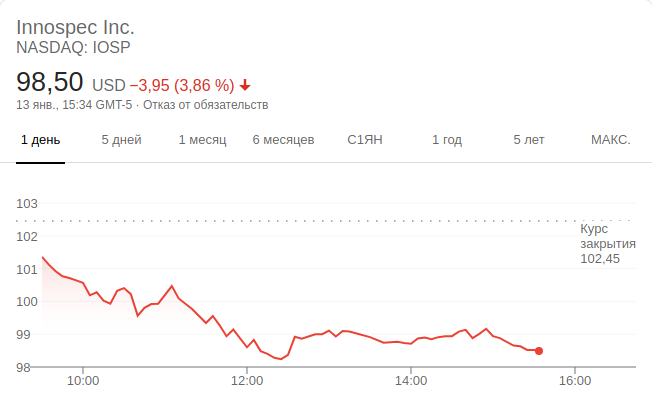 Innospec Inc.
NASDAQ: IOSP
98,50 USD −3,95 (3,86 %)
13 янв., 15:34 GMT-5 · Отказ от обязательств
1 день 5 дней 1 месяц 6 месяцев С1ЯН 1 год 5 лет МАКС.
103
102
101
100
99
98
Курс
закрытия
102,45
10:00 12:00 14:00 16:00